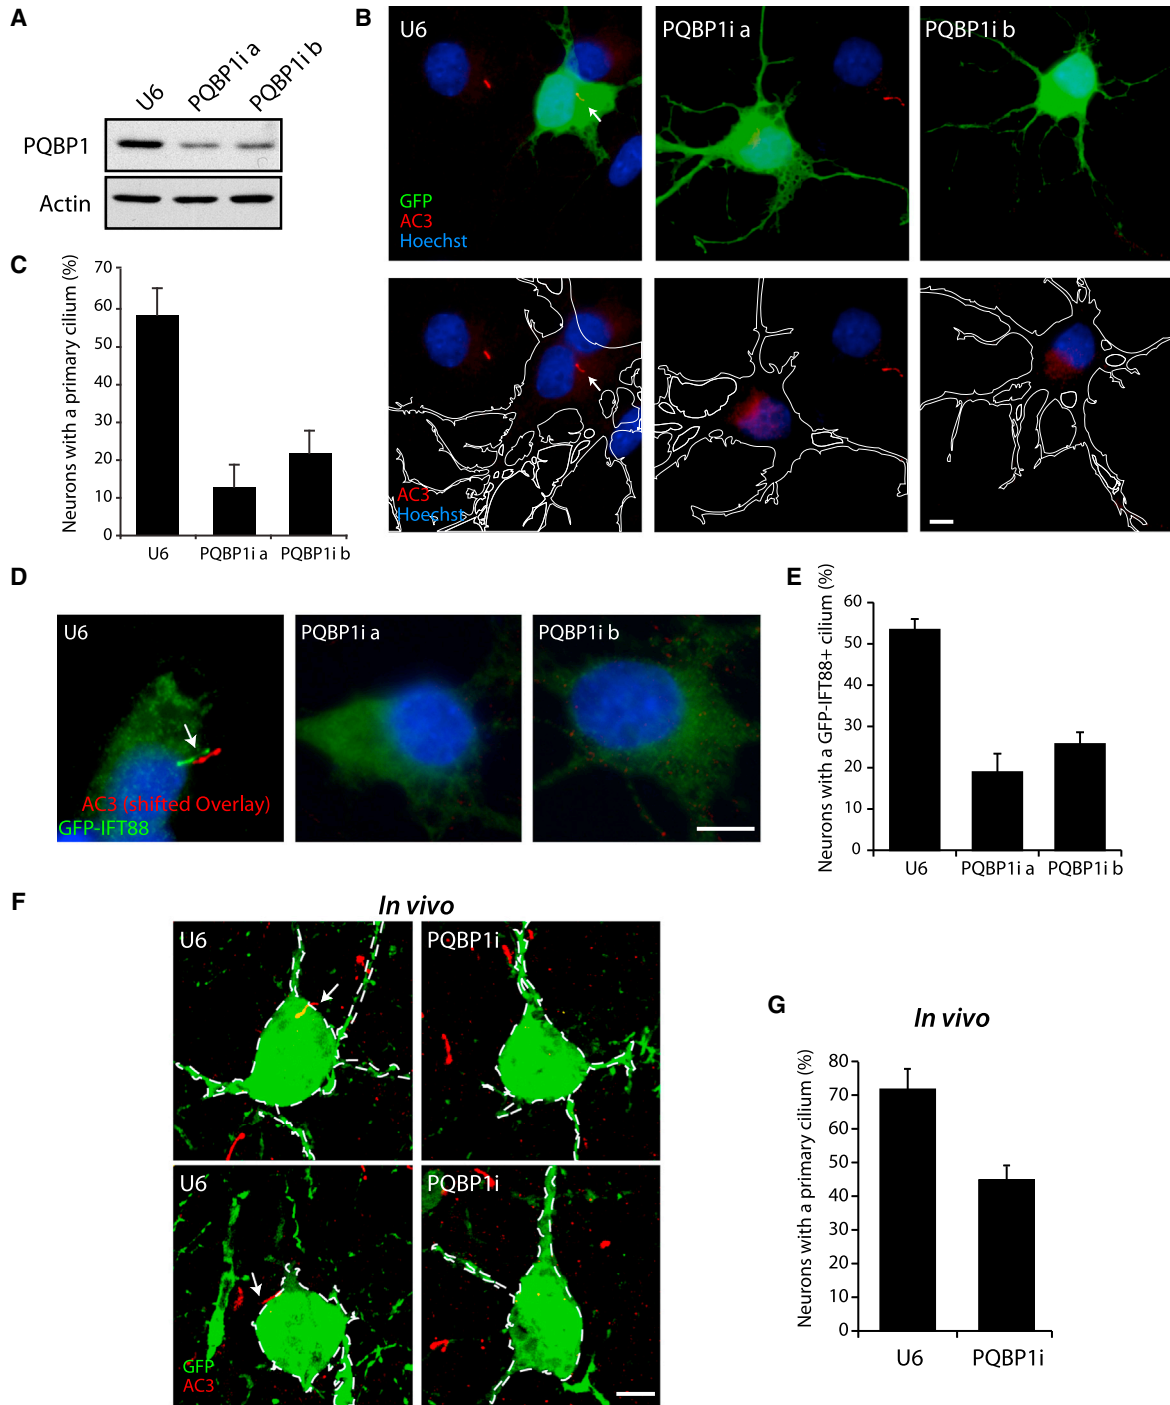 A
U6
PQBP1i a
PQBP1i b
PQBP1
Actin
B
U6
PQBP1i a
PQBP1i b
GFP
AC3
Hoechst
AC3
Hoechst
C
Neurons with a primary cilium (%)
70
60
50
40
30
20
10
0
U6
PQBP1i a
PQBP1i b
D
U6
PQBP1i a
PQBP1i b
AC3 (shifted Overlay)
GFP-IFT88
E
Neurons with a GFP-IFT88+ cilium (%)
60
50
40
30
20
10
0
U6
PQBP1i a
PQBP1i b
F
In vivo
U6
PQBP1i
U6
PQBP1i
GFP
AC3
G
In vivo
Neurons with a primary cilium (%)
80
70
60
50
40
30
20
10
0
U6
PQBP1i